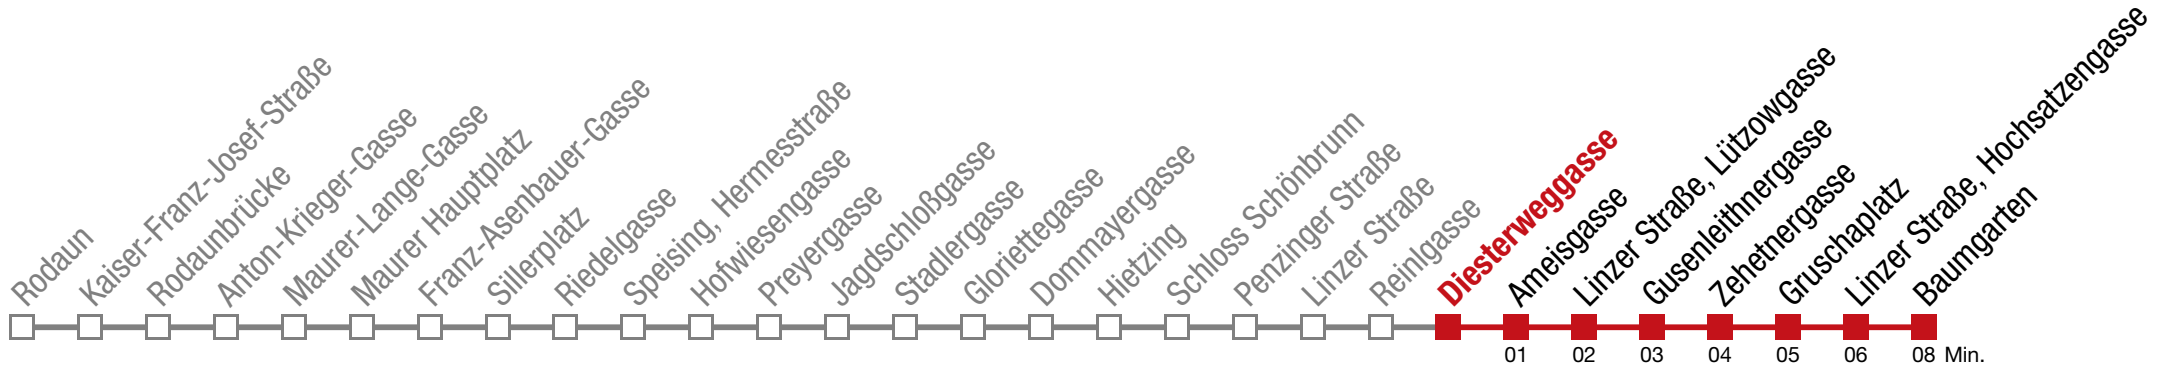 Rodaun
Kaiser-Franz-Josef-Straße
Rodaunbrücke
Anton-Krieger-Gasse
Maurer-Lange-Gasse
Maurer Hauptplatz
Franz-Asenbauer-Gasse
Sillerplatz
Riedelgasse
Speising, Hermesstraße
Hofwiesengasse
Preyergasse
Jagdschloßgasse
Stadlergasse
Gloriettegasse
Dommayergasse
Hietzing
Schloss Schönbrunn
Penzinger Straße
Linzer Straße
Reinlgasse
Diesterweggasse
Ameisgasse
Linzer Straße, Lützowgasse
Gusenleithnergasse
Zehetnergasse
Gruschaplatz
Linzer Straße, Hochsatzengasse
Baumgarten
01 02 03 04 05 06 08 Min.